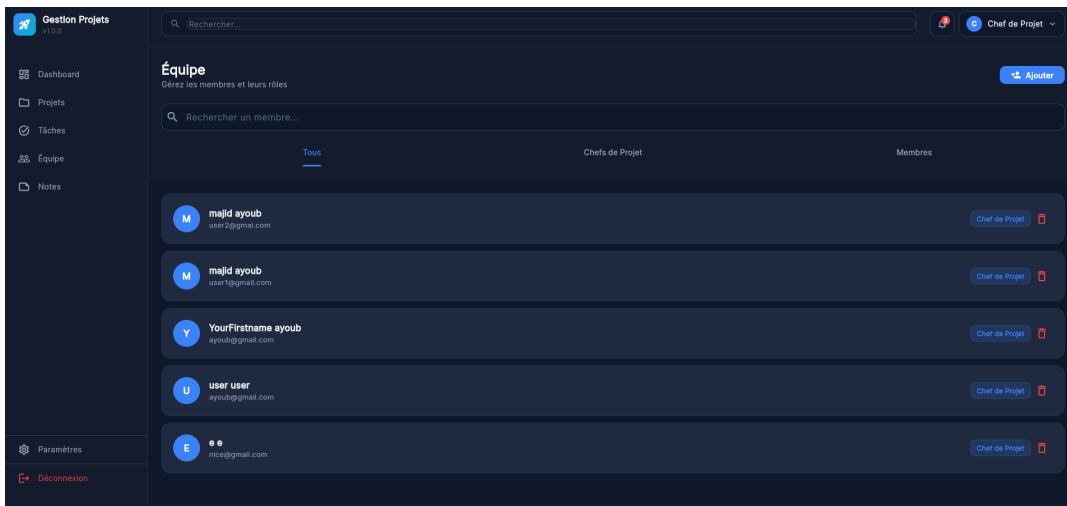 Gestion Projets
v1.0.0
Rechercher...
3
C
Chef de Projet
Dashboard
Projets
Tâches
Équipe
Notes
Paramètres
Déconnexion
Équipe
Gérez les membres et leurs rôles
Ajouter
Rechercher un membre...
Tous
Chefs de Projet
Membres
M
majid ayoub
user2@gmai.com
Chef de Projet
M
majid ayoub
user1@gmail.com
Chef de Projet
Y
YourFirstname ayoub
ayoub@gmail.com
Chef de Projet
U
user user
ayoub@gmail.com
Chef de Projet
E
e e
nice@gmail.com
Chef de Projet